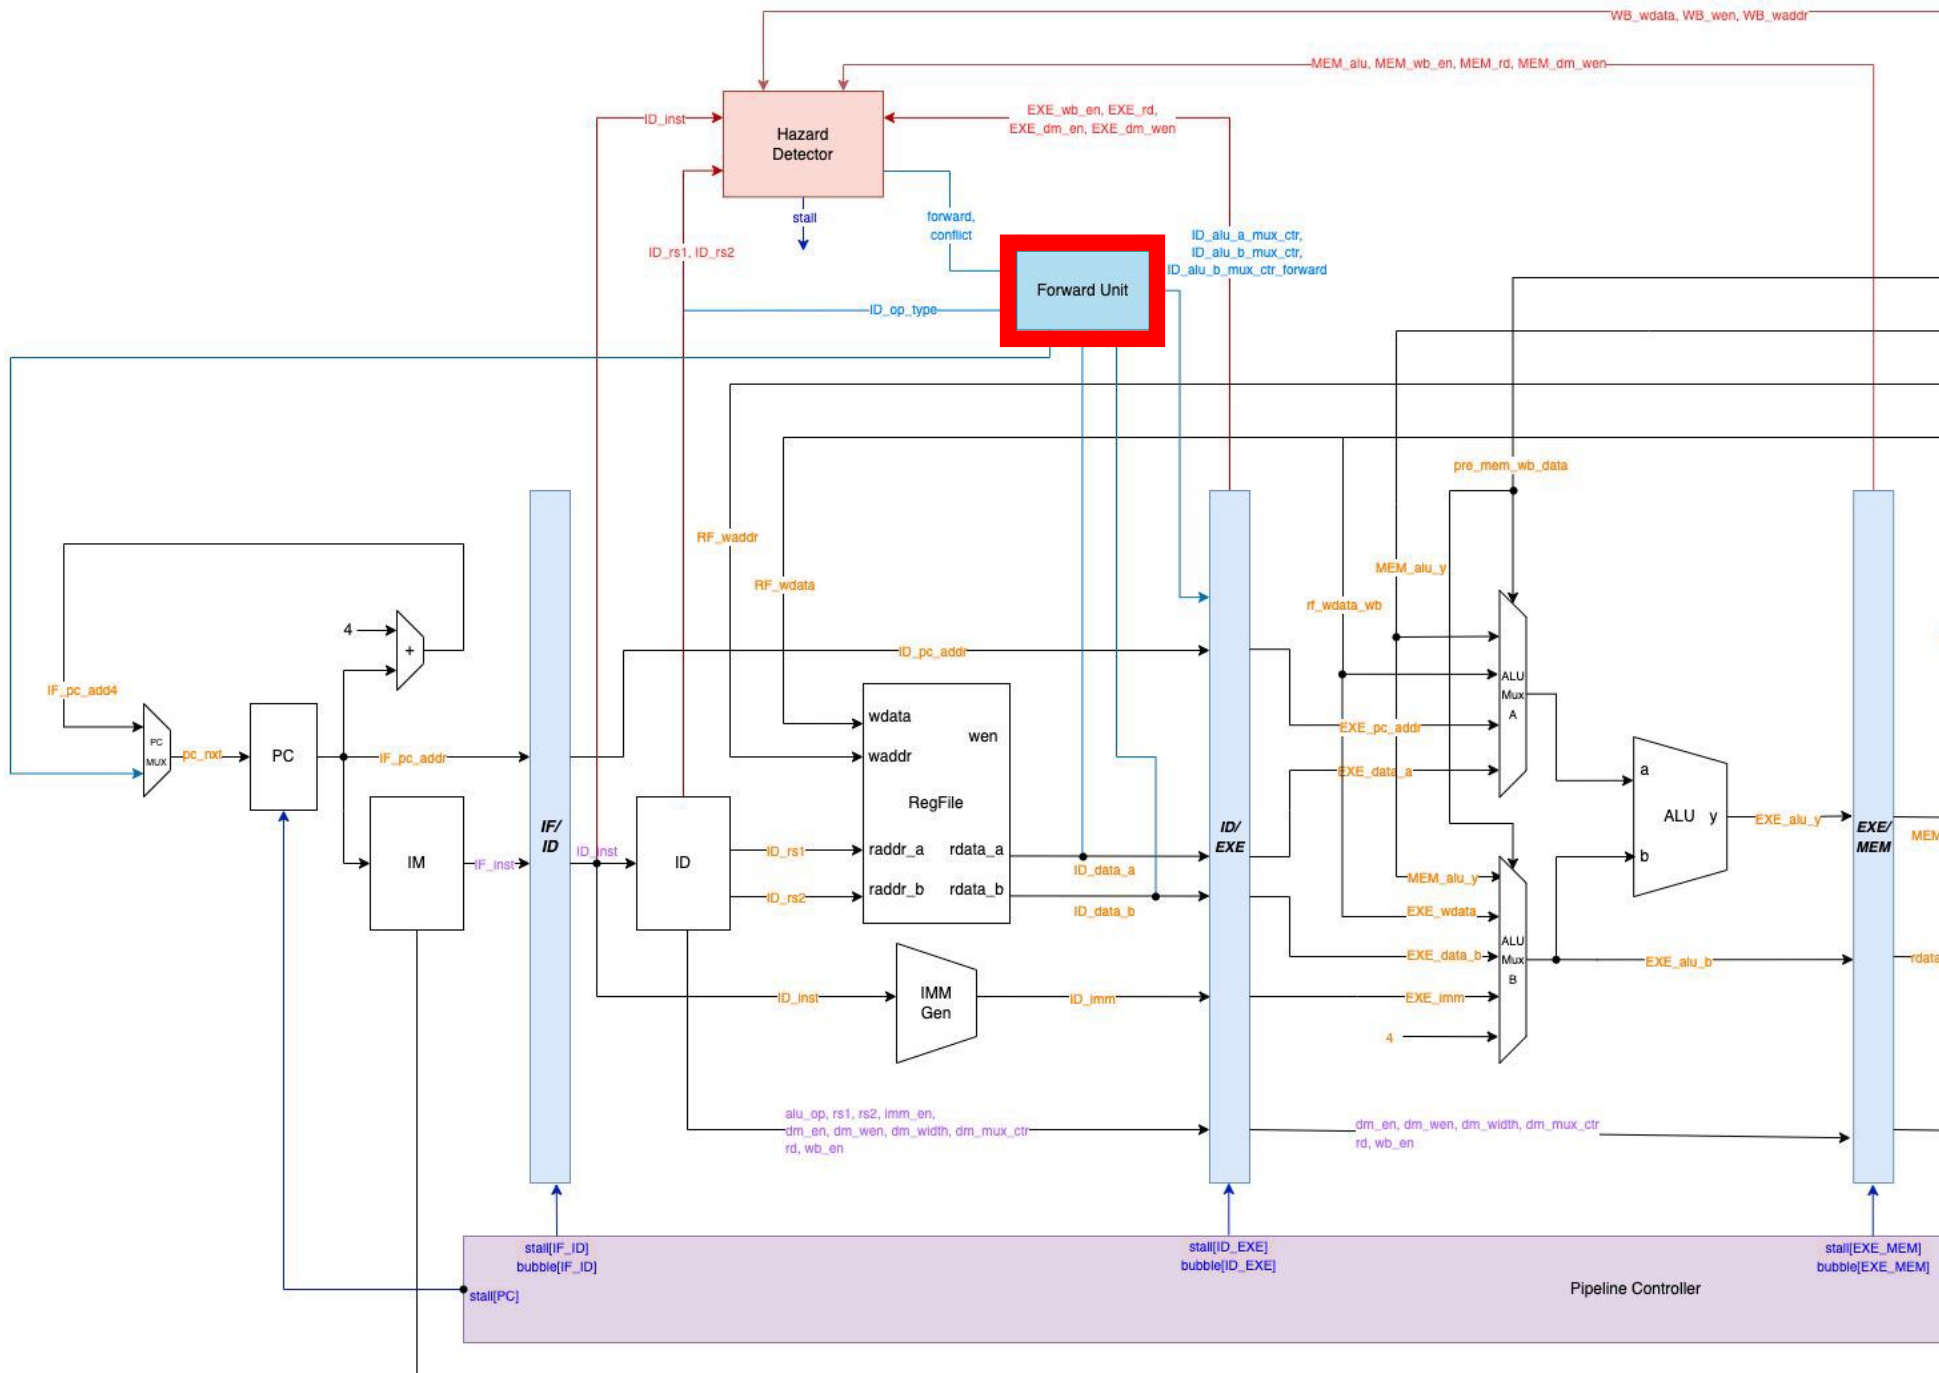 WB_wdata, WB_wen, WB_waddr
MEM_alu, MEM_wb_en, MEM_rd, MEM_dm_wen
ID_inst
Hazard
Detector
EXE_wb_en, EXE_rd,
EXE_dm_en, EXE_dm_wen
stall
forward,
conflict
ID_rs1, ID_rs2
ID_alu_a_mux_ctr,
ID_alu_b_mux_ctr,
ID_alu_b_mux_ctr_forward
Forward Unit
ID_op_type
pre_mem_wb_data
RF_waddr
RF_wdata
MEM_alu_y
rf_wdata_wb
4
+
IF_pc_add4
ID_pc_addr
PC
MUX
pc_nxt
PC
IF_pc_addr
wdata
wen
waddr
RegFile
raddr_a
rdata_a
raddr_b
rdata_b
ALU
Mux
A
EXE_pc_addr
EXE_data_a
a
ALU
y
b
EXE_alu_y
EXE/
MEM
MEM
IF/
ID
ID/
EXE
IM
IF_inst
ID_inst
ID
ID_rs1
ID_rs2
ID_data_a
ID_data_b
MEM_alu_y
EXE_wdata
EXE_data_b
ALU
Mux
B
EXE_alu_b
rdata
ID_inst
IMM
Gen
ID_imm
EXE_imm
4
alu_op, rs1, rs2, imm_en,
dm_en, dm_wen, dm_width, dm_mux_ctr
rd, wb_en
dm_en, dm_wen, dm_width, dm_mux_ctr
rd, wb_en
stall[IF_ID]
bubble[IF_ID]
stall[ID_EXE]
bubble[ID_EXE]
stall[EXE_MEM]
bubble[EXE_MEM]
stall[PC]
Pipeline Controller